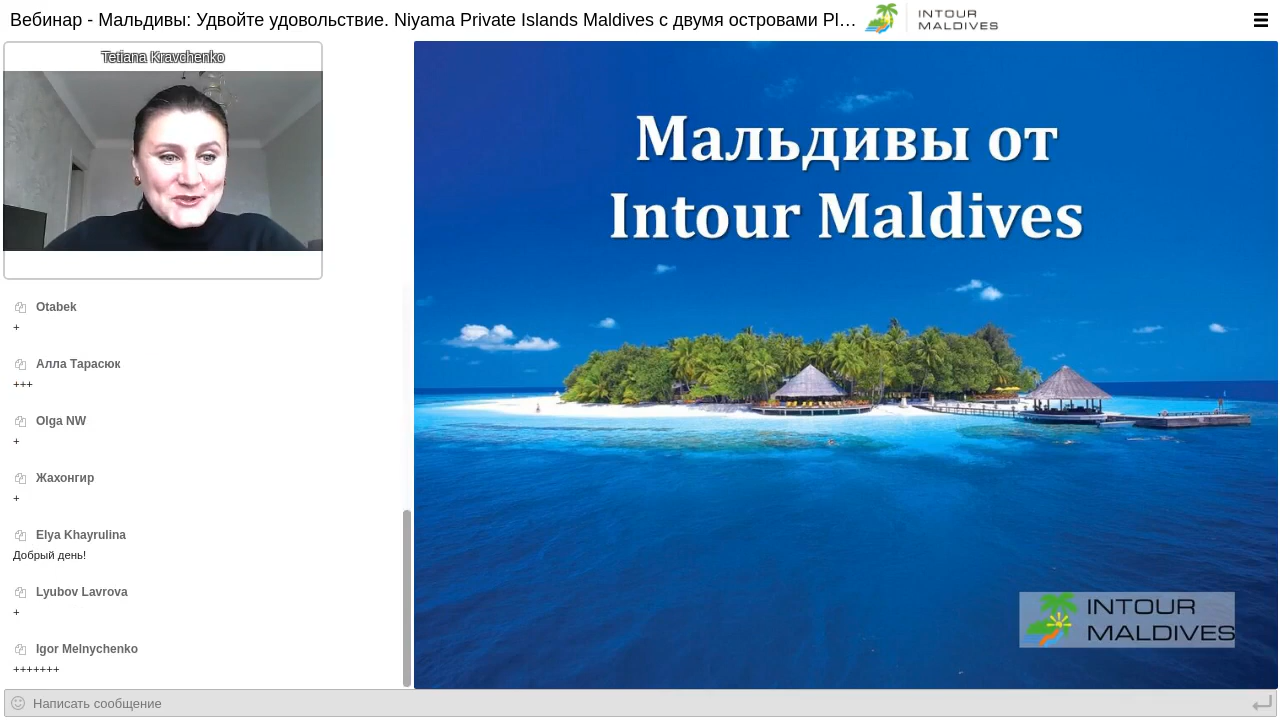 Вебинар - Мальдивы: Удвойте удовольствие. Niyama Private Islands Maldives с двумя островами Pl…
INTOUR
MALDIVES
Tetiana Kravchenko
Мальдивы от
Intour Maldives
Otabek
+
Алла Тарасюк
+++
Olga NW
+
Жахонгир
+
Elya Khayrulina
Добрый день!
Lyubov Lavrova
+
Igor Melnychenko
+++++++
INTOUR
MALDIVES
Написать сообщение